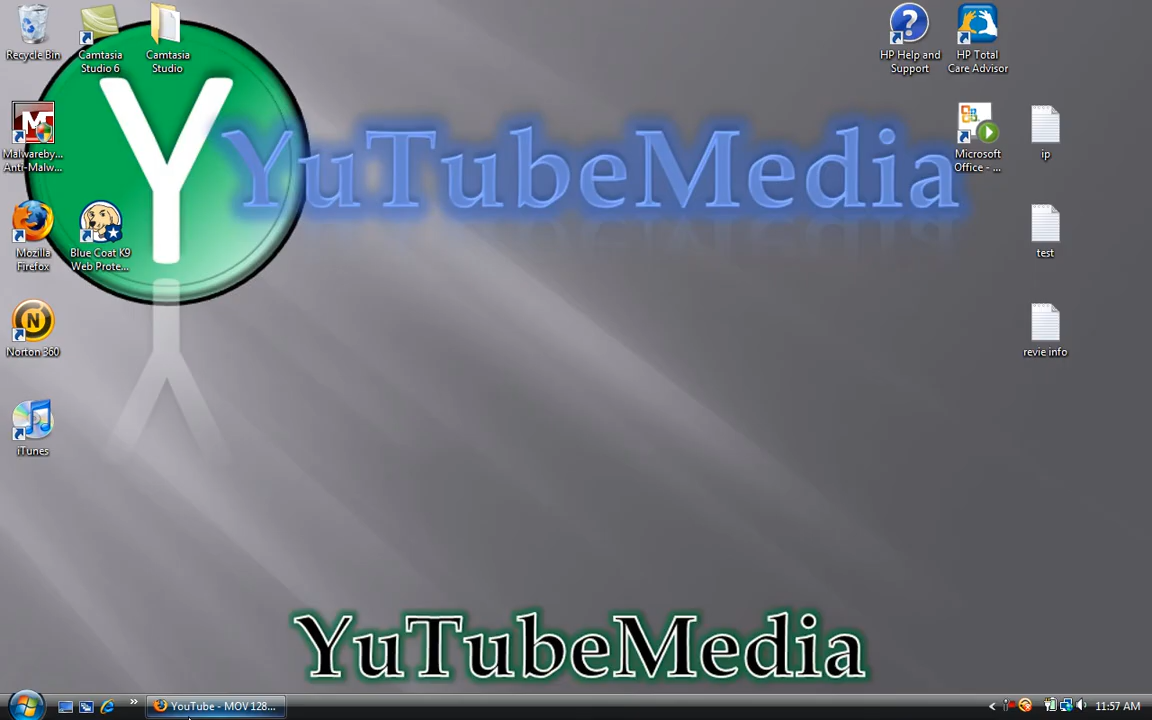 Recycle Bin
Camtasia
Studio 6
Camtasia
Studio
HP Help and
Support
HP Total
Care Advisor
Y
YuTubeMedia
Malwareby...
Anti-Malw...
Microsoft
Office - ...
ip
Mozilla
Firefox
Blue Coat K9
Web Prote...
test
Norton 360
revie info
iTunes
YuTubeMedia
YouTube - MOV 128...
11:57 AM